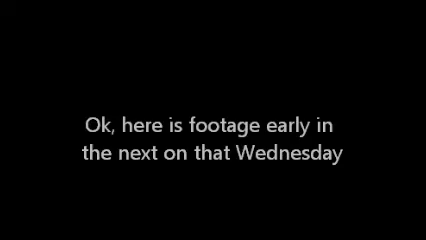 Ok, here is footage early in
the next on that Wednesday